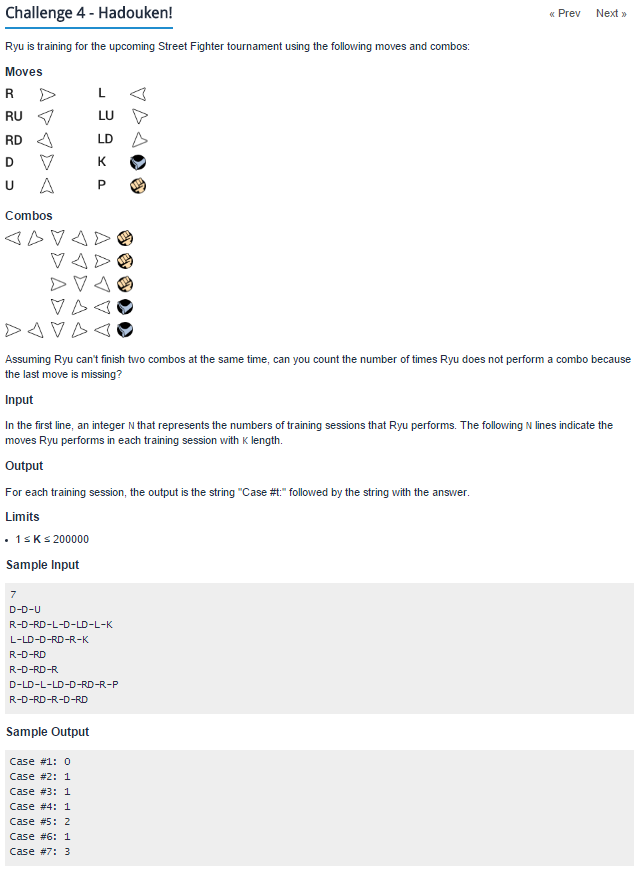 Challenge 4 - Hadouken!
« Prev Next »
Ryu is training for the upcoming Street Fighter tournament using the following moves and combos:
Moves
R L
RU LU
RD LD
D K
U P
Combos
Assuming Ryu can't finish two combos at the same time, can you count the number of times Ryu does not perform a combo because
the last move is missing?
Input
In the first line, an integer N that represents the numbers of training sessions that Ryu performs. The following N lines indicate the
moves Ryu performs in each training session with K length.
Output
For each training session, the output is the string "Case #t:" followed by the string with the answer.
Limits
• 1 ≤ K ≤ 200000
Sample Input
7
D-D-U
R-D-RD-L-D-LD-L-K
L-LD-D-RD-R-K
R-D-RD
R-D-RD-R
D-LD-L-LD-D-RD-R-P
R-D-RD-R-D-RD
Sample Output
Case #1: 0
Case #2: 1
Case #3: 1
Case #4: 1
Case #5: 2
Case #6: 1
Case #7: 3